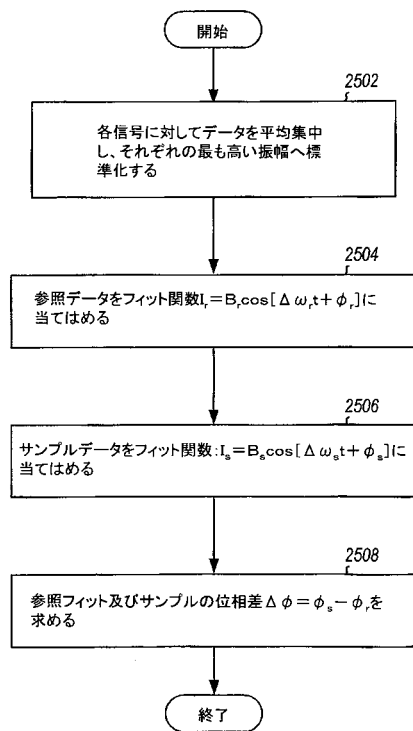 開始
2502
各信号に対してデータを平均集中
し、それぞれの最も高い振幅へ標
準化する
2504
参照データをフィット関数I_r=B_rcos[Δω_rt+φ_r]に
当てはめる
2506
サンプルデータをフィット関数:I_s=B_scos[Δω_st+φ_s]に
当てはめる
2508
参照フィット及びサンプルの位相差Δφ=φ_s-φ_rを
求める
終了